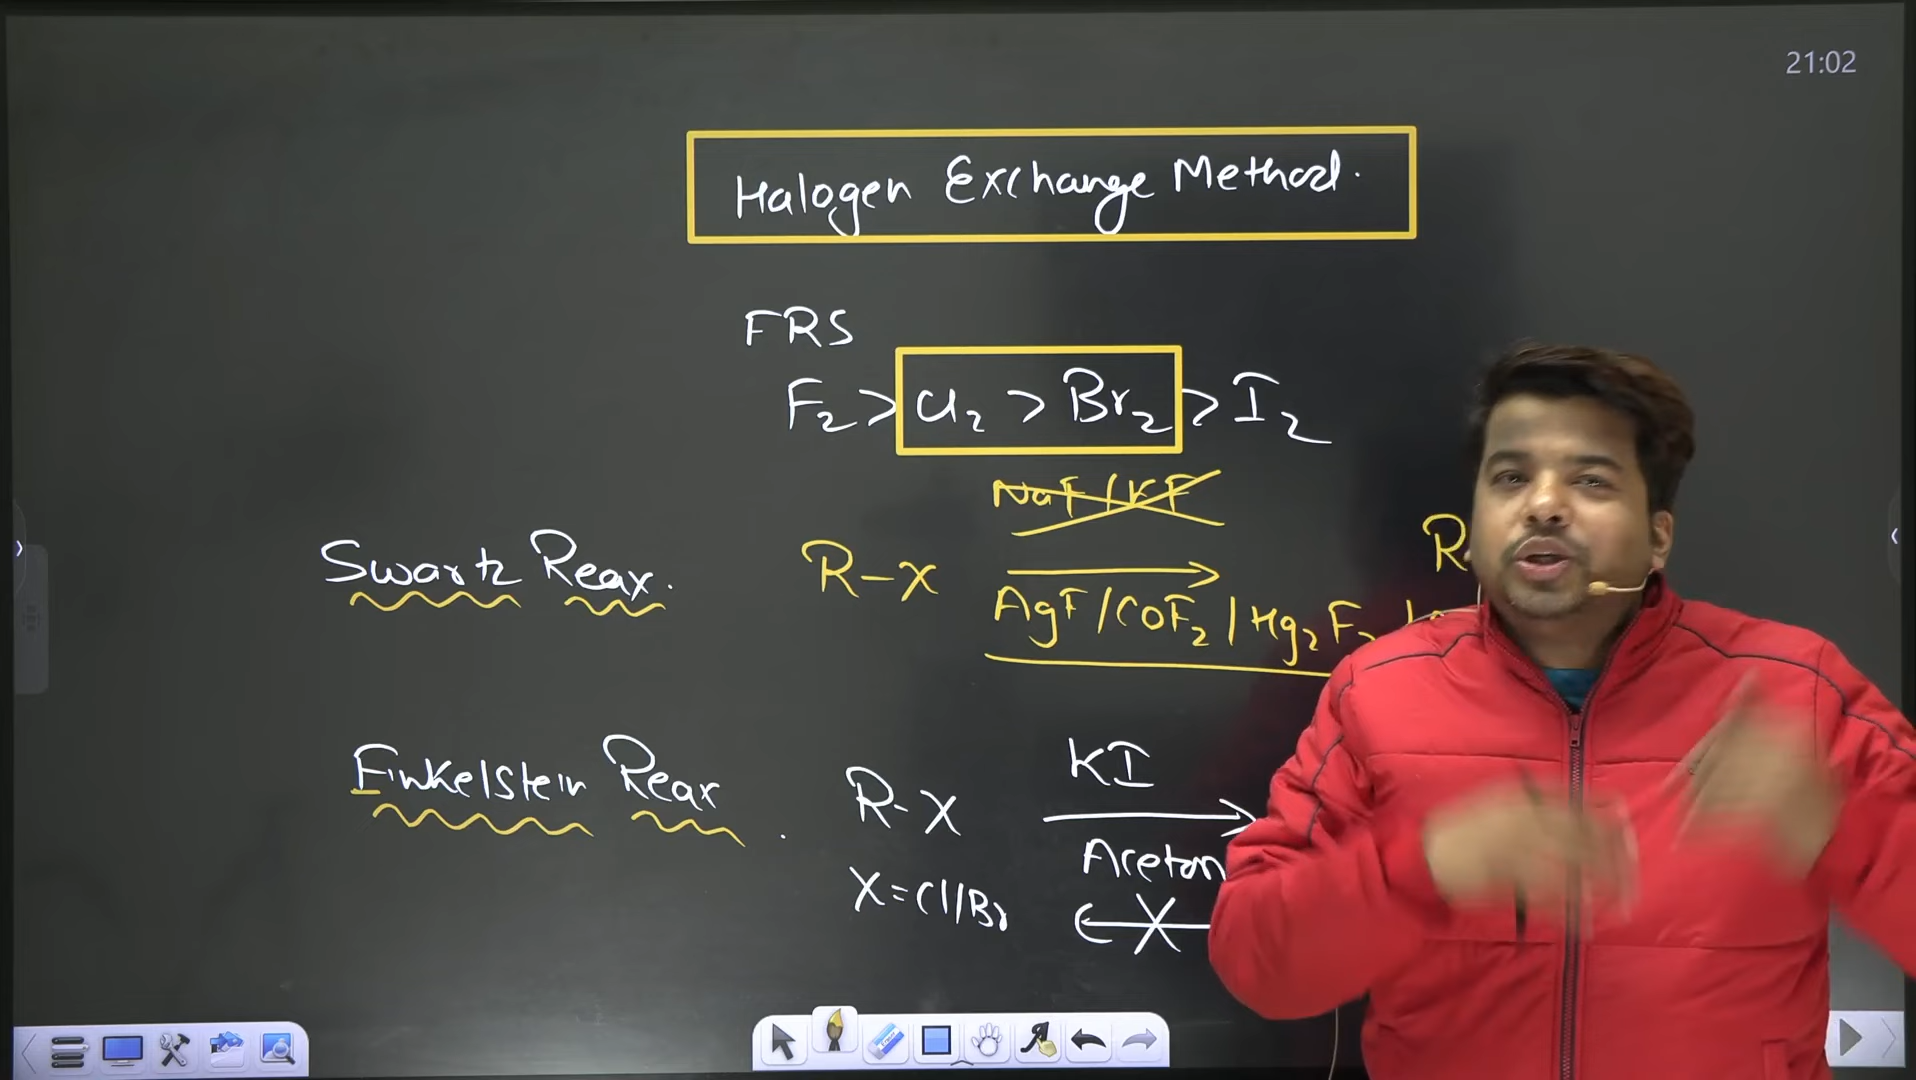 21:02
Halogen Exchange Method.
FRS
F₂ > Cl₂ > Br₂ > I₂
NaF/KF
Swartz Reax. R-X R
AgF/CoF₂/Hg₂F₂/
KI
Finkelstein Reax. R-X
Aceton
X=Cl/Br